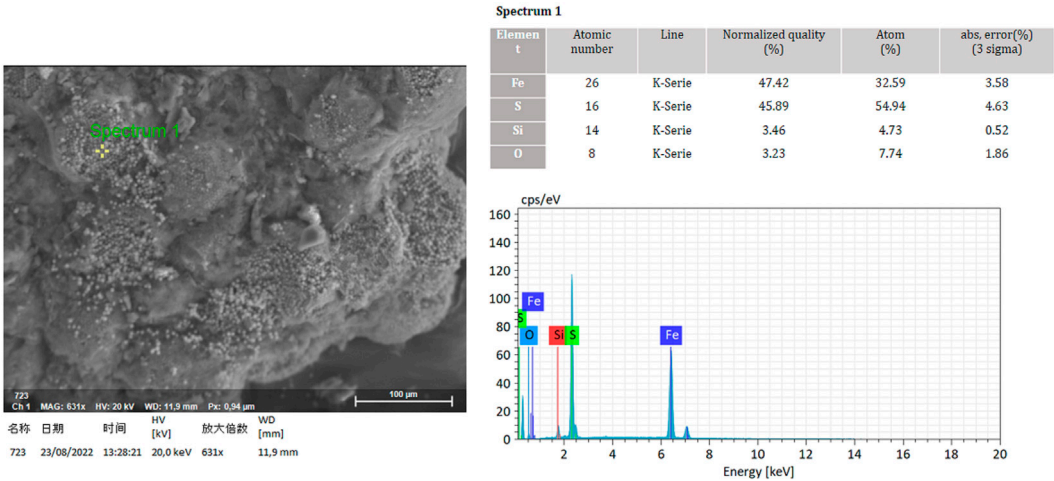 Spectrum 1
Elemen
t Atomic
number Line Normalized quality
(%) Atom
(%) abs, error(%)
(3 sigma)
Fe 26 K-Serie 47.42 32.59 3.58
S 16 K-Serie 45.89 54.94 4.63
Si 14 K-Serie 3.46 4.73 0.52
O 8 K-Serie 3.23 7.74 1.86
Spectrum 1
723
Ch 1 MAG: 631x HV: 20 kV WD: 11,9 mm Px: 0,94 µm
100 µm
名称 日期 时间 HV
[kV] 放大倍数 WD
[mm]
723 23/08/2022 13:28:21 20,0 keV 631x 11,9 mm
cps/eV
160
140
120
100
80
60
40
20
0
Fe
S
O Si S Fe
2 4 6 8 10 12 14 16 18 20
Energy [keV]